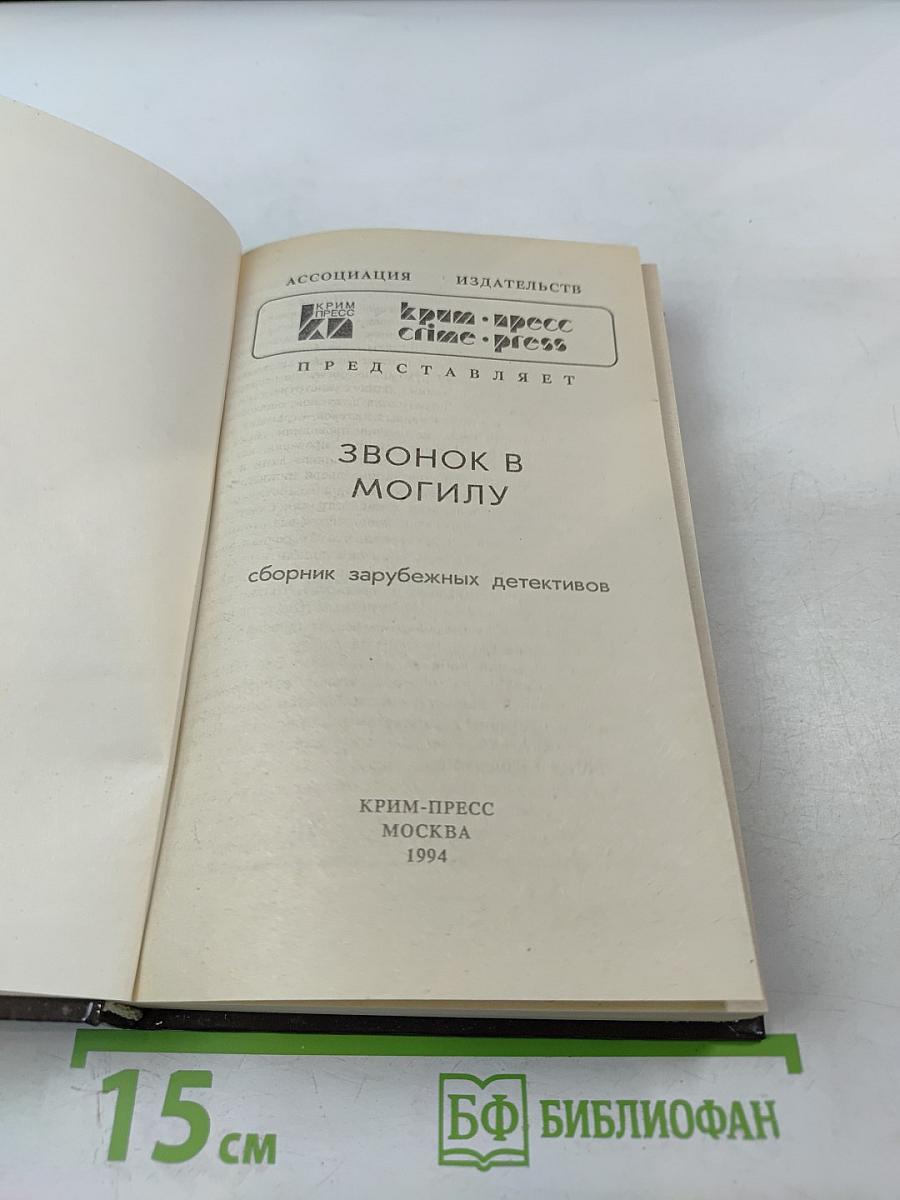 АССОЦИАЦИЯ ИЗДАТЕЛЬСТВ
КРИМ
ПРЕСС
крим·пресс
crime·press
ПРЕДСТАВЛЯЕТ
ЗВОНОК В
МОГИЛУ
сборник зарубежных детективов
КРИМ-ПРЕСС
МОСКВА
1994
15 см
БФ БИБЛИОФАН